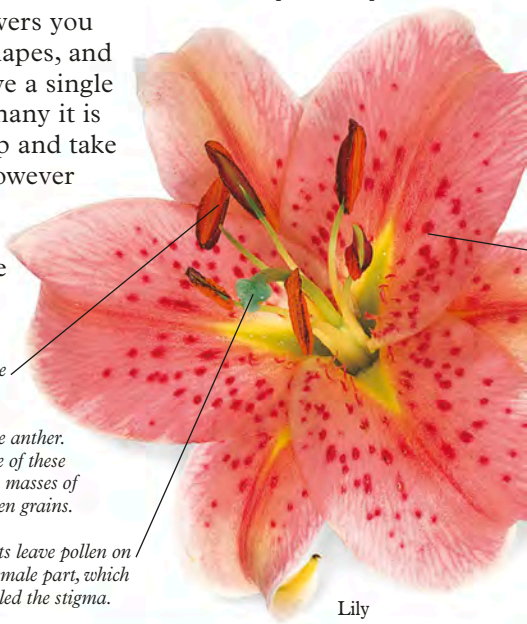 wers you
hapes, and
ve a single
many it is
p and take
owever
e
e
e anther.
e of these
masses of
en grains.
ts leave pollen on
male part, which
led the stigma.
Lily